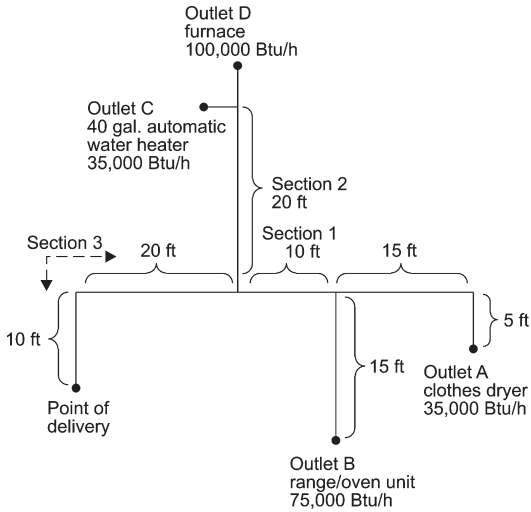 Outlet D
furnace
100,000 Btu/h
Outlet C
40 gal. automatic
water heater
35,000 Btu/h
Section 2
20 ft
Section 3
20 ft
Section 1
10 ft
15 ft
10 ft
5 ft
15 ft
Point of
delivery
Outlet A
clothes dryer
35,000 Btu/h
Outlet B
range/oven unit
75,000 Btu/h